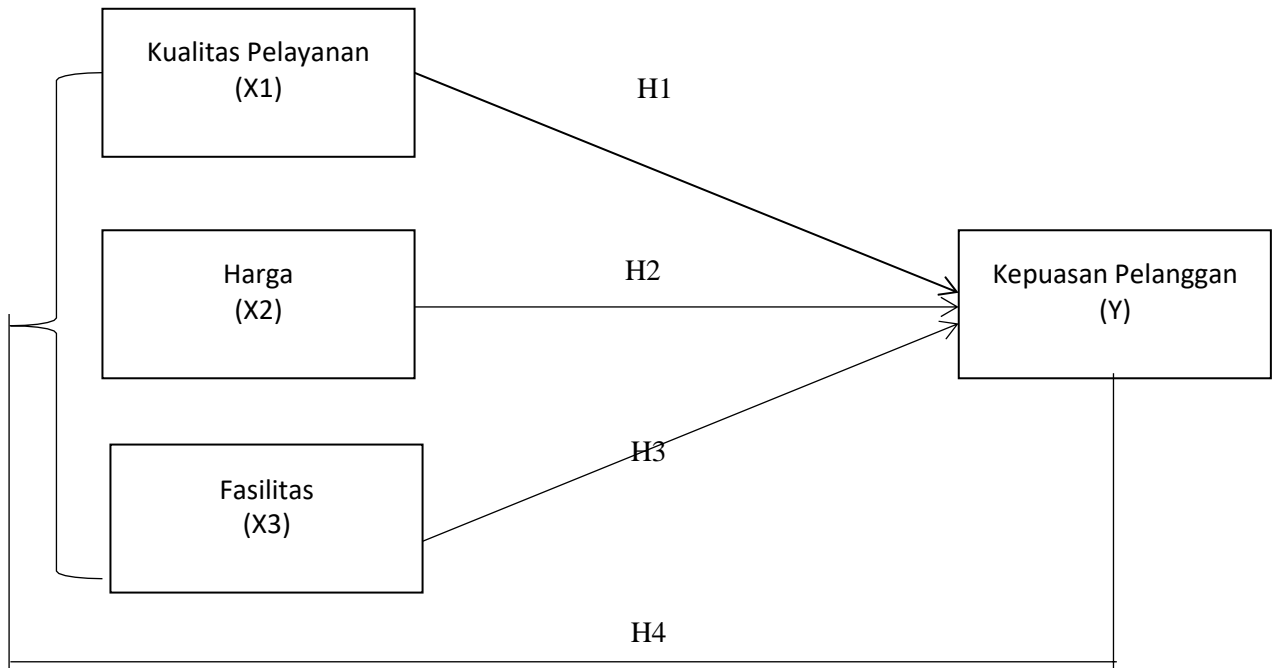 Kualitas Pelayanan
(X1)
H1
Harga
(X2)
H2
Kepuasan Pelanggan
(Y)
H3
Fasilitas
(X3)
H4